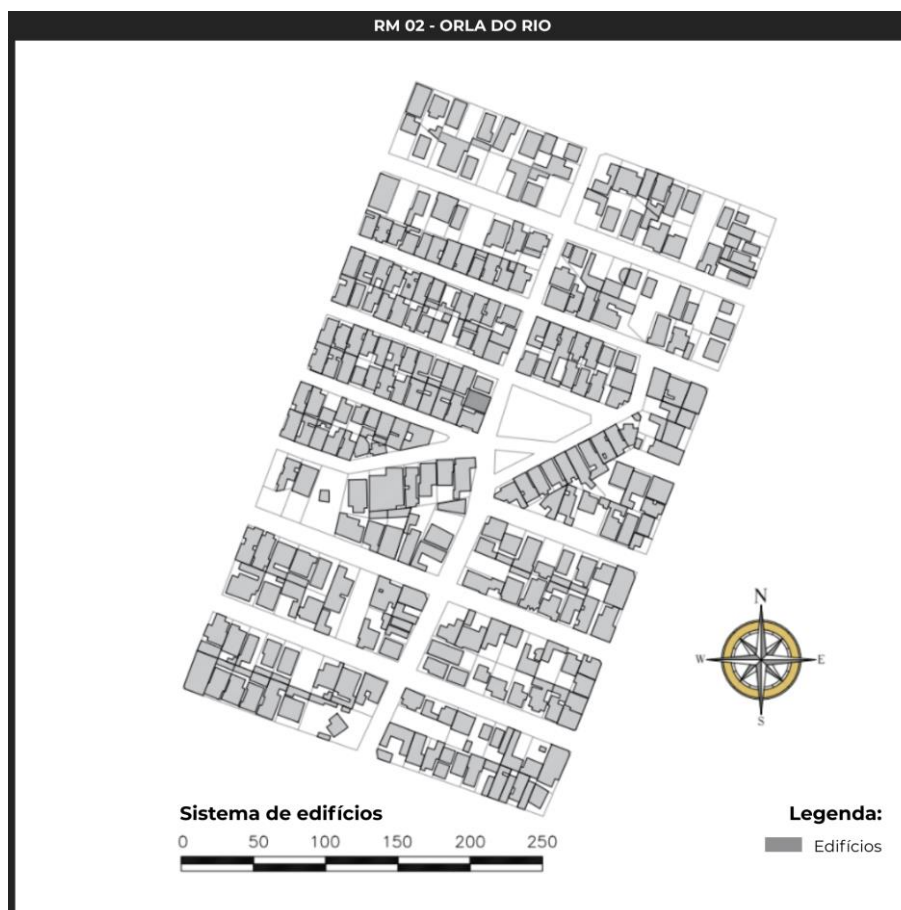 RM 02 - ORLA DO RIO
N
W E
S
Sistema de edifícios
0 50 100 150 200 250
Legenda:
Edifícios